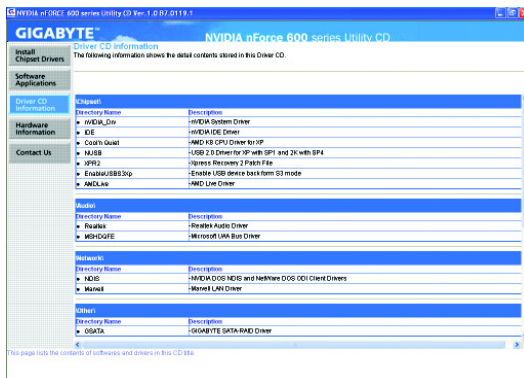 NVIDIA nFORCE 600 series Utility CD Ver.1.0 B7.0119.1
GIGABYTE™
NVIDIA nForce 600 series Utility CD
Install
Chipset Drivers
Software
Applications
Driver CD
Information
Hardware
Information
Contact Us
Driver CD Information
The following information shows the detail contents stored in this Driver CD.
\Chipset\
Directory Name Description
• nVIDIA_Drv -nVIDIA System Driver
• IDE -nVIDIA IDE Driver
• Cool'n Quiet -AMD K8 CPU Driver for XP
• NUSB -USB 2.0 Driver for XP with SP1 and 2K with SP4
• XPR2 -Xpress Recovery 2 Patch File
• EnableUSBS3Xp -Enable USB device back form S3 mode
• AMDLive -AMD Live Driver
\Audio\
Directory Name Description
• Realtek -Realtek Audio Driver
• MSHDQFE -Microsoft UAA Bus Driver
\Network\
Directory Name Description
• NDIS -NVIDIA DOS NDIS and NetWare DOS ODI Client Drivers
• Marvell -Marvell LAN Driver
\Other\
Directory Name Description
• GSATA -GIGABYTE SATA-RAID Driver
This page lists the contents of softwares and drivers in this CD title